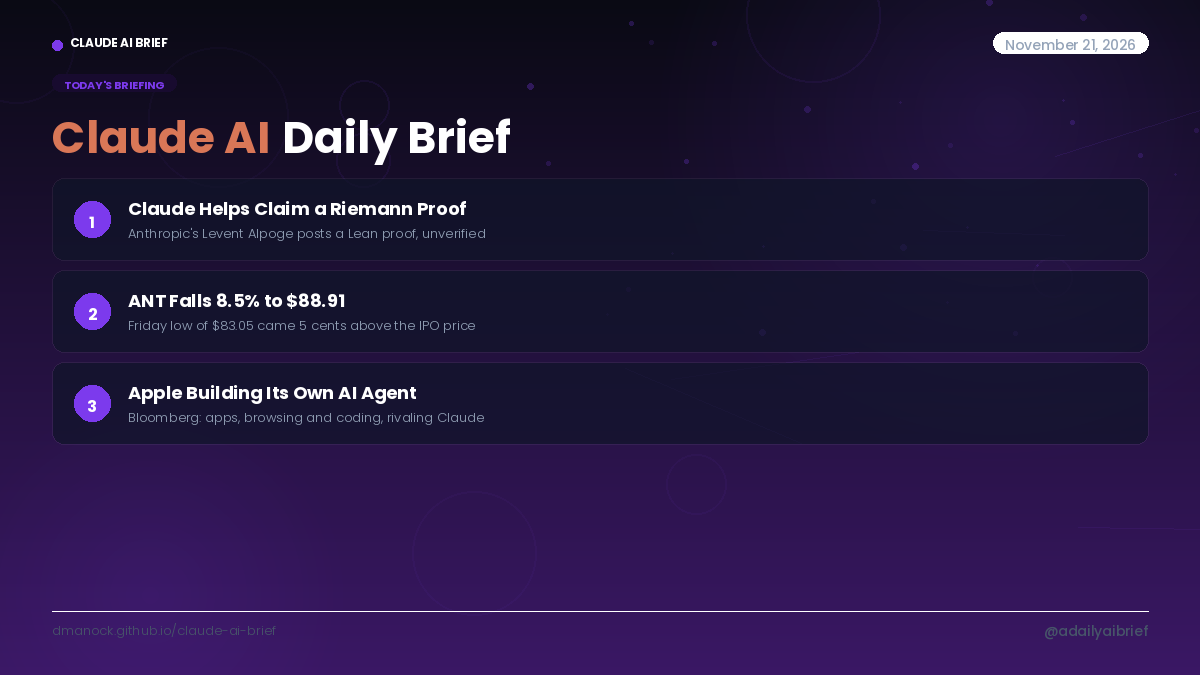 CLAUDE AI BRIEF
November 21, 2026
TODAY'S BRIEFING
Claude AI Daily Brief
1
Claude Helps Claim a Riemann Proof
Anthropic's Levent Alpoge posts a Lean proof, unverified
2
ANT Falls 8.5% to $88.91
Friday low of $83.05 came 5 cents above the IPO price
3
Apple Building Its Own AI Agent
Bloomberg: apps, browsing and coding, rivaling Claude
dmanock.github.io/claude-ai-brief
@adailyaibrief